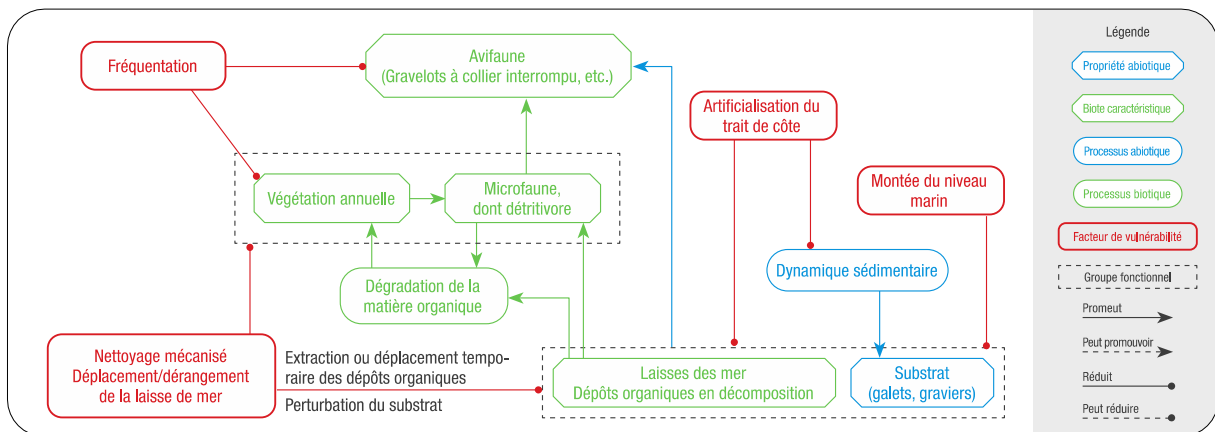 Fréquentation
Avifaune
(Gravelots à collier interrompu, etc.)
Artificialisation du
trait de côte
Montée du niveau
marin
Végétation annuelle
Microfaune,
dont détritivore
Dégradation de la
matière organique
Dynamique sédimentaire
Nettoyage mécanisé
Déplacement/dérangement
de la laisse de mer
Extraction ou déplacement tempo-
raire des dépôts organiques
Perturbation du substrat
Laisses des mer
Dépôts organiques en décomposition
Substrat
(galets, graviers)
Légende
Propriété abiotique
Biote caractéristique
Processus abiotique
Processus biotique
Facteur de vulnérabilité
Groupe fonctionnel
Promeut
Peut promouvoir
Réduit
Peut réduire